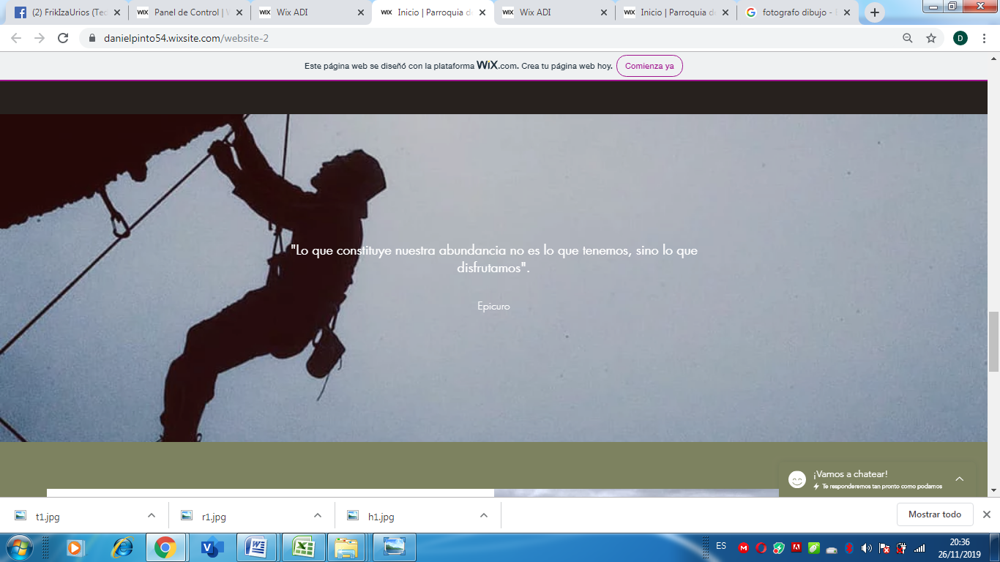 (2) FrikIzaUrios (Tec
Panel de Control | W
Wix ADI
Inicio | Parroquia de
Wix ADI
Inicio | Parroquia de
fotografo dibujo - 
danielpinto54.wixsite.com/website-2
D
Este página web se diseñó con la plataforma WiX.com. Crea tu página web hoy. Comienza ya
"Lo que constituye nuestra abundancia no es lo que tenemos, sino lo que
disfrutamos".
Epicuro
¡Vamos a chatear!
Te responderemos tan pronto como podamos
t1.jpg
r1.jpg
h1.jpg
Mostrar todo
ES
20:36
26/11/2019